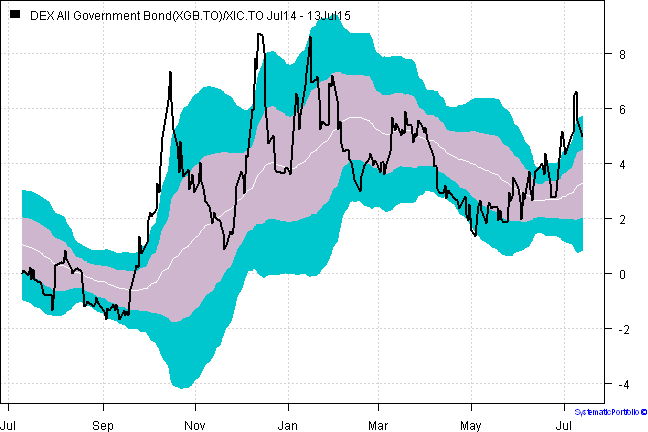 DEX All Government Bond(XGB.TO)/XIC.TO Jul14 - 13Jul15
8
6
4
2
0
-2
-4
SystematicPortfolio ©
Jul Sep Nov Jan Mar May Jul